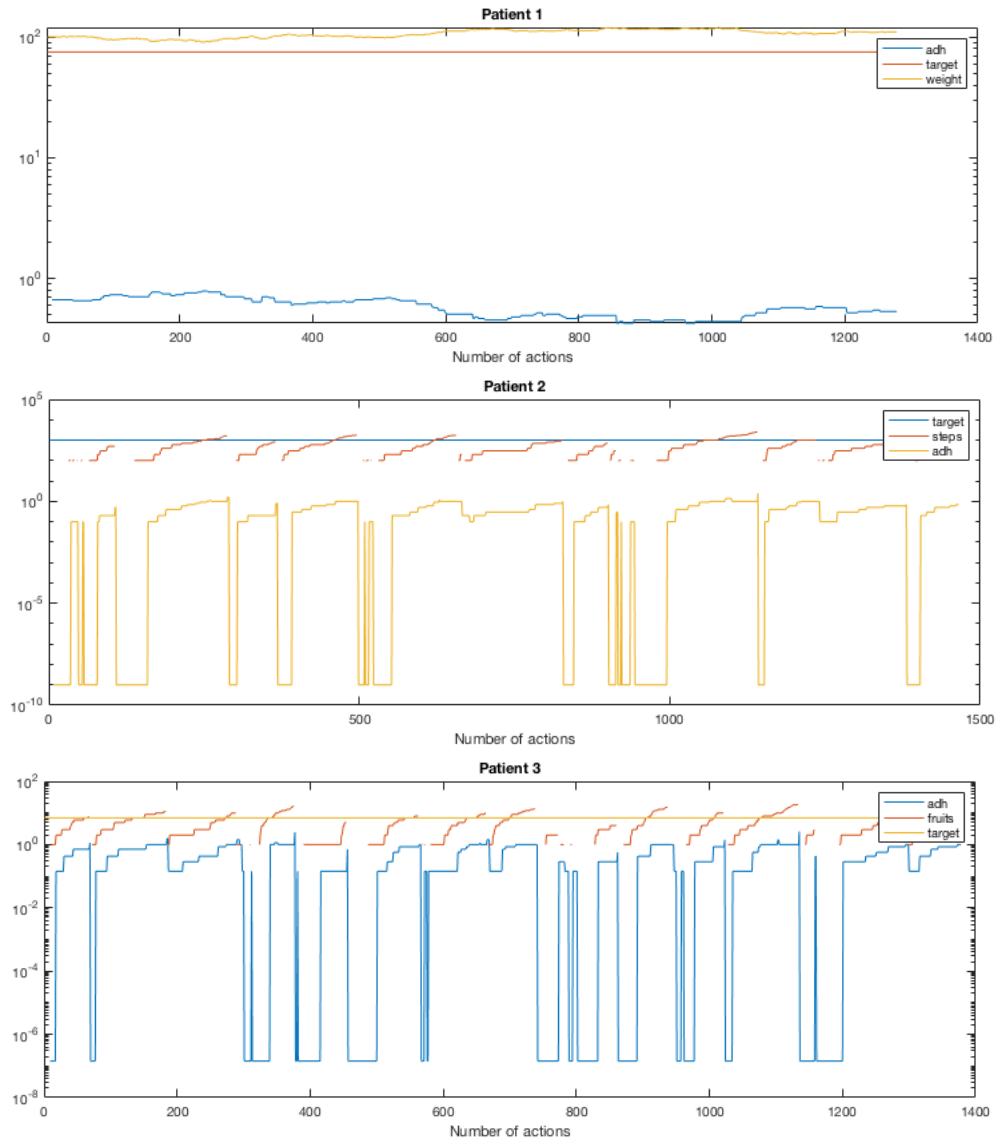 Patient 1
10^2
10^1
10^0
adh
target
weight
0 200 400 600 800 1000 1200 1400
Number of actions
Patient 2
10^5
10^0
10^-5
10^-10
target
steps
adh
0 500 1000 1500
Number of actions
Patient 3
10^2
10^0
10^-2
10^-4
10^-6
10^-8
adh
fruits
target
0 200 400 600 800 1000 1200 1400
Number of actions